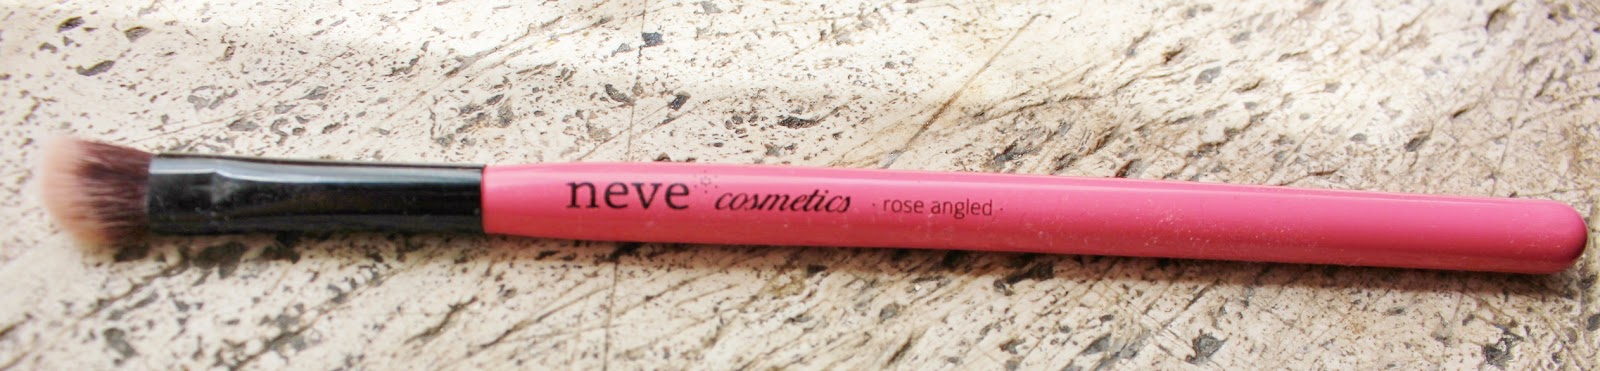 neve cosmetics · rose angled ·